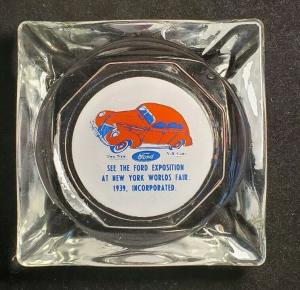 Ford
SEE THE FORD EXPOSITION
AT NEW YORK WORLDS FAIR.
1939, INCORPORATED.